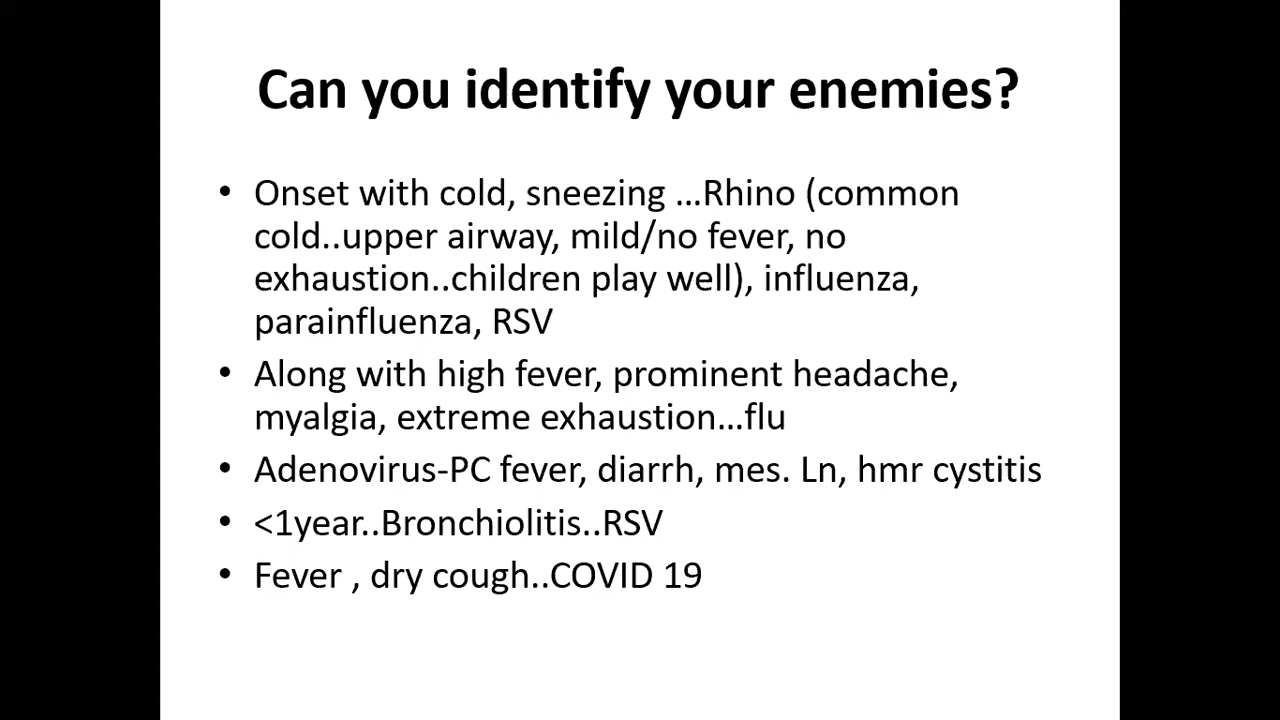 Can you identify your enemies?
• Onset with cold, sneezing …Rhino (common
cold..upper airway, mild/no fever, no
exhaustion..children play well), influenza,
parainfluenza, RSV
• Along with high fever, prominent headache,
myalgia, extreme exhaustion…flu
• Adenovirus-PC fever, diarrh, mes. Ln, hmr cystitis
• <1year..Bronchiolitis..RSV
• Fever , dry cough..COVID 19